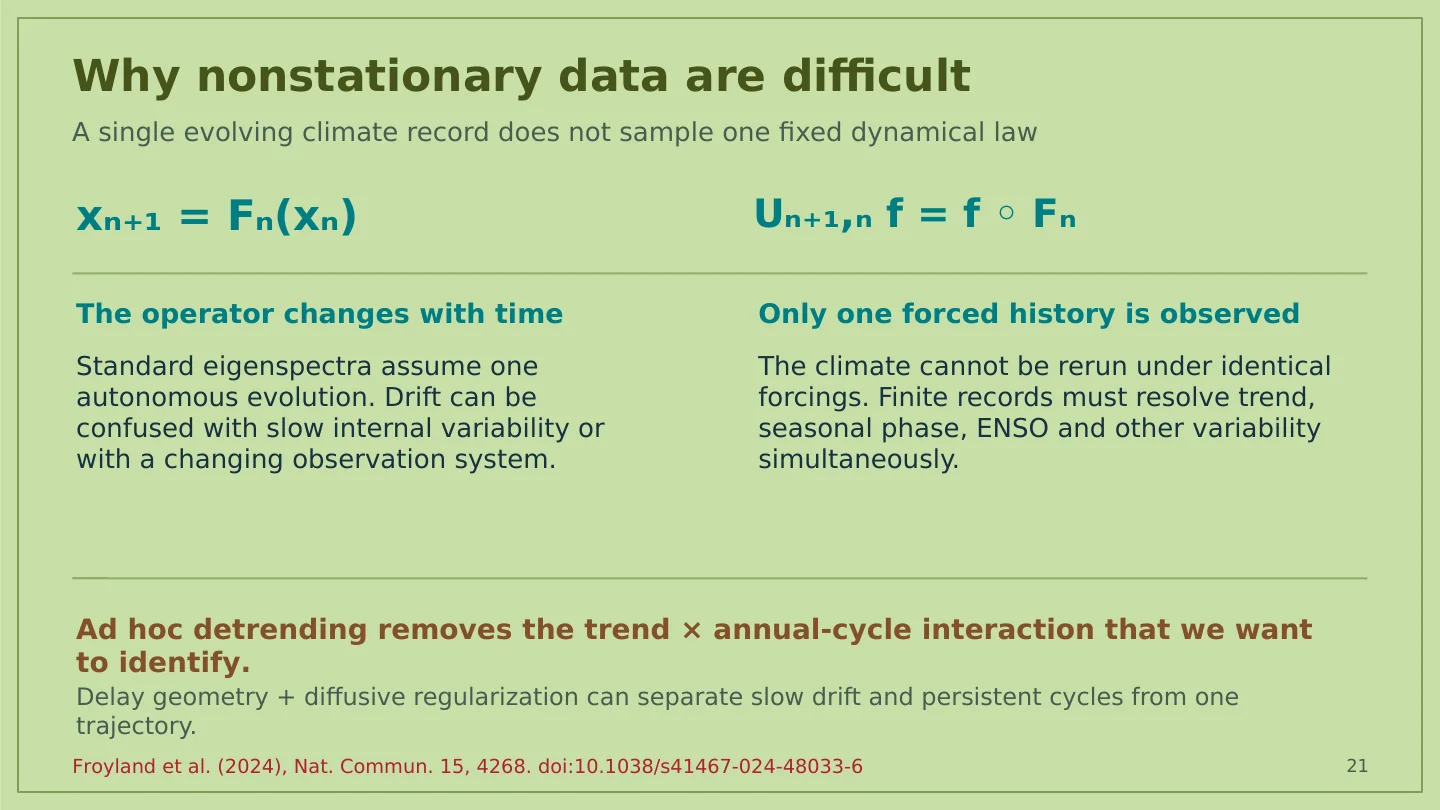 Why nonstationary data are difficult
A single evolving climate record does not sample one fixed dynamical law
xₙ₊₁ = Fₙ(xₙ)
Uₙ₊₁,ₙ f = f ○ Fₙ
The operator changes with time
Standard eigenspectra assume one
autonomous evolution. Drift can be
confused with slow internal variability or
with a changing observation system.
Only one forced history is observed
The climate cannot be rerun under identical
forcings. Finite records must resolve trend,
seasonal phase, ENSO and other variability
simultaneously.
Ad hoc detrending removes the trend × annual-cycle interaction that we want
to identify.
Delay geometry + diffusive regularization can separate slow drift and persistent cycles from one
trajectory.
Froyland et al. (2024), Nat. Commun. 15, 4268. doi:10.1038/s41467-024-48033-6
21